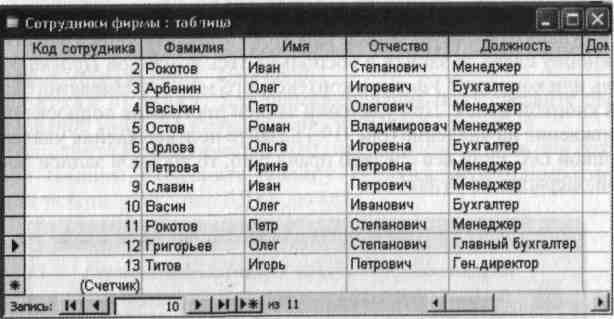 Сотрудники фирмы : таблица
Код сотрудника Фамилия Имя Отчество Должность Дом
2 Рокотов Иван Степанович Менеджер
3 Арбенин Олег Игоревич Бухгалтер
4 Васькин Петр Олегович Менеджер
5 Остов Роман Владимирович Менеджер
6 Орлова Ольга Игоревна Бухгалтер
7 Петрова Ирина Петровна Менеджер
9 Славин Иван Петрович Менеджер
10 Васин Олег Иванович Бухгалтер
11 Рокотов Петр Степанович Менеджер
12 Григорьев Олег Степанович Главный бухгалтер
13 Титов Игорь Петрович Ген.директор
(Счетчик)
Запись: 10 из 11